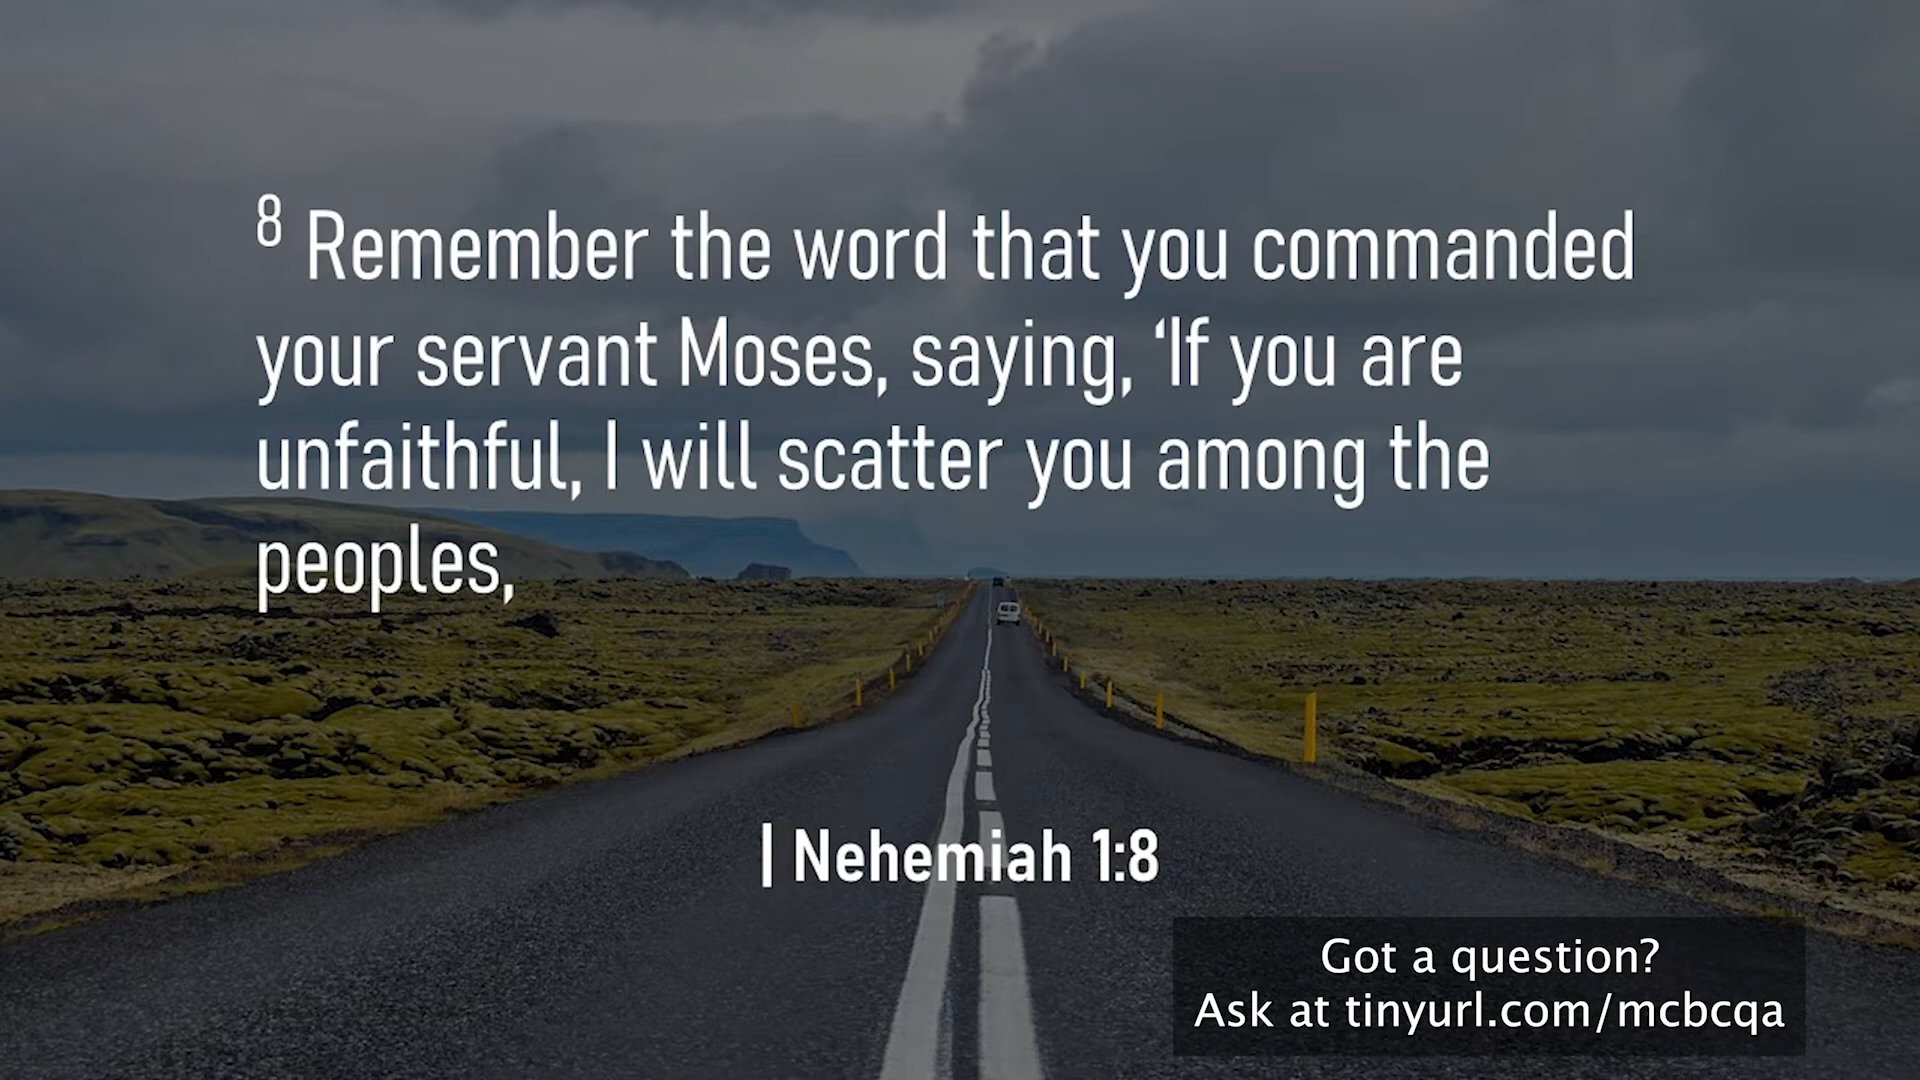 8 Remember the word that you commanded
your servant Moses, saying, ‘If you are
unfaithful, I will scatter you among the
peoples,
| Nehemiah 1:8
Got a question?
Ask at tinyurl.com/mcbcqa